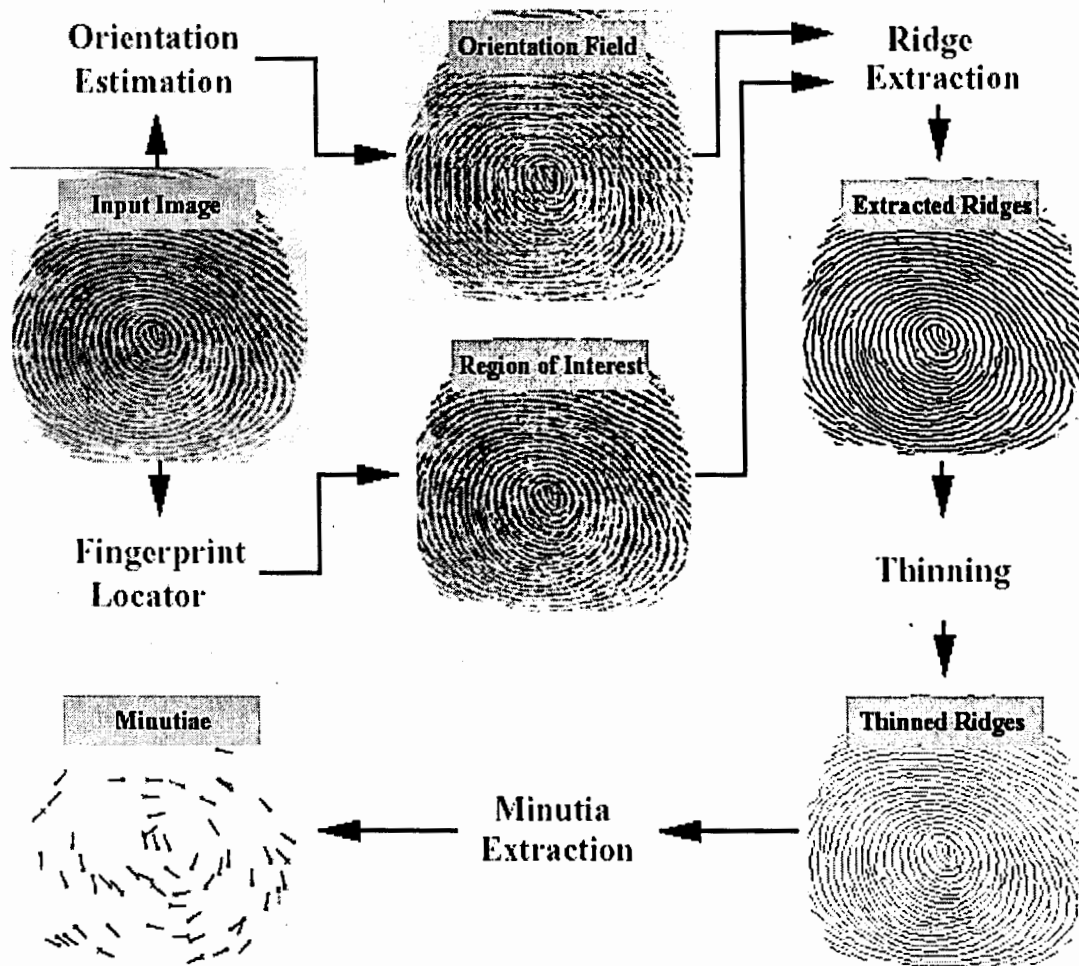 Orientation
Estimation
Orientation Field
Ridge
Extraction
Input Image
Extracted Ridges
Region of Interest
Fingerprint
Locator
Thinning
Minutiae
Minutia
Extraction
Thinned Ridges